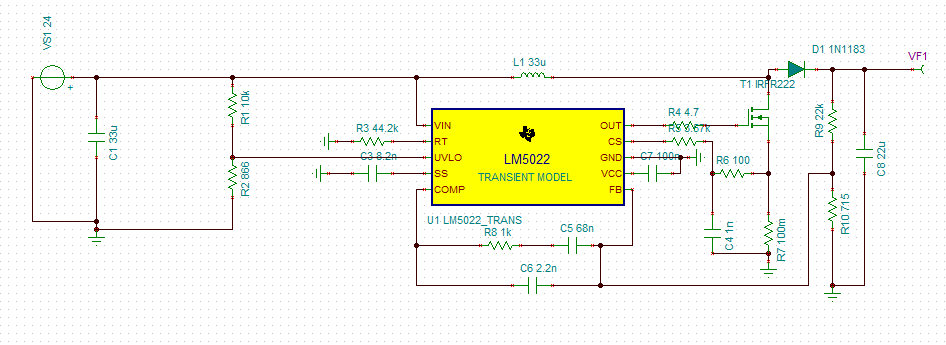 VS1 24
+
C1 33u
R1 10k
R2 866
R3 44.2k
C3 8.2n
L1 33u
VIN
RT
UVLO
SS
COMP
LM5022
TRANSIENT MODEL
OUT
CS
GND
VCC
FB
U1 LM5022_TRANS
R8 1k
C5 68n
C6 2.2n
R4 4.7
C7 100n
R6 100
C4 1n
R7 100m
T1 IRFR222
D1 1N1183
VF1
R9 22k
R10 715
C8 22u